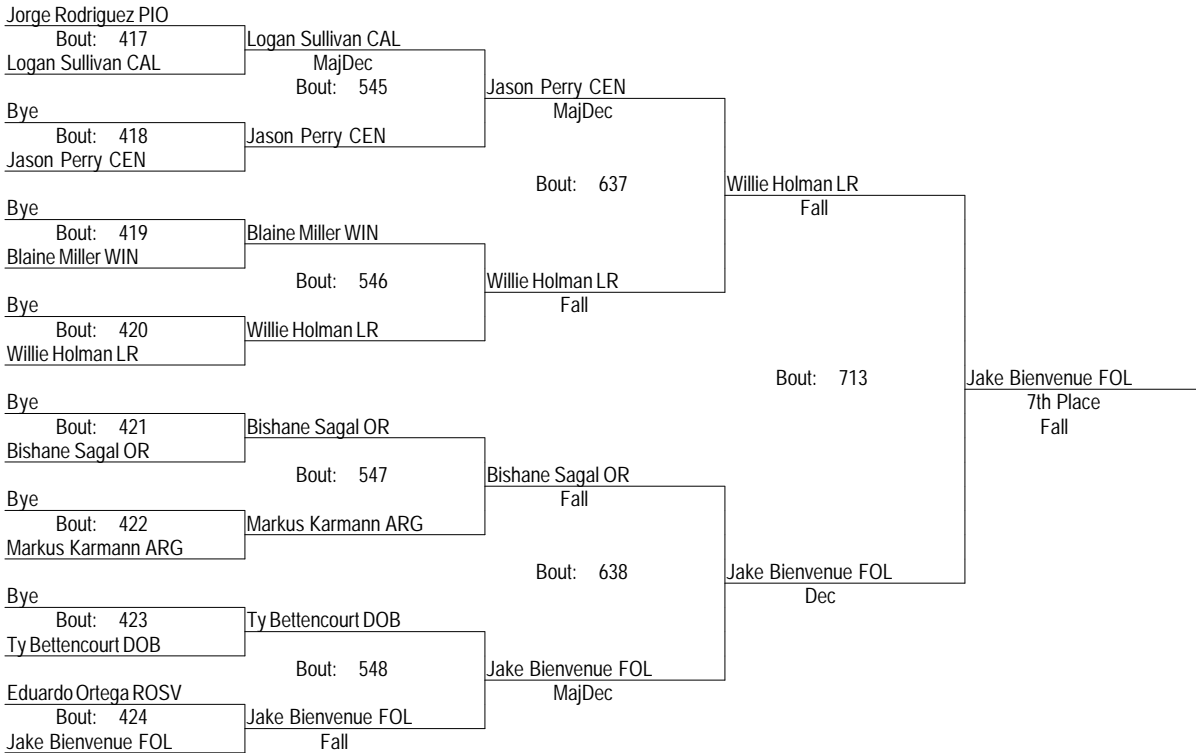 Jorge Rodriguez PIO
Bout: 417
Logan Sullivan CAL
Logan Sullivan CAL
MajDec
Bout: 545
Jason Perry CEN
MajDec
Bye
Bout: 418
Jason Perry CEN
Jason Perry CEN
Bout: 637
Willie Holman LR
Fall
Bye
Bout: 419
Blaine Miller WIN
Blaine Miller WIN
Bout: 546
Willie Holman LR
Fall
Bye
Bout: 420
Willie Holman LR
Willie Holman LR
Bout: 713
Jake Bienvenue FOL
7th Place
Fall
Bye
Bout: 421
Bishane Sagal OR
Bishane Sagal OR
Bout: 547
Bishane Sagal OR
Fall
Bye
Bout: 422
Markus Karmann ARG
Markus Karmann ARG
Bout: 638
Jake Bienvenue FOL
Dec
Bye
Bout: 423
Ty Bettencourt DOB
Ty Bettencourt DOB
Bout: 548
Jake Bienvenue FOL
MajDec
Eduardo Ortega ROSV
Bout: 424
Jake Bienvenue FOL
Jake Bienvenue FOL
Fall